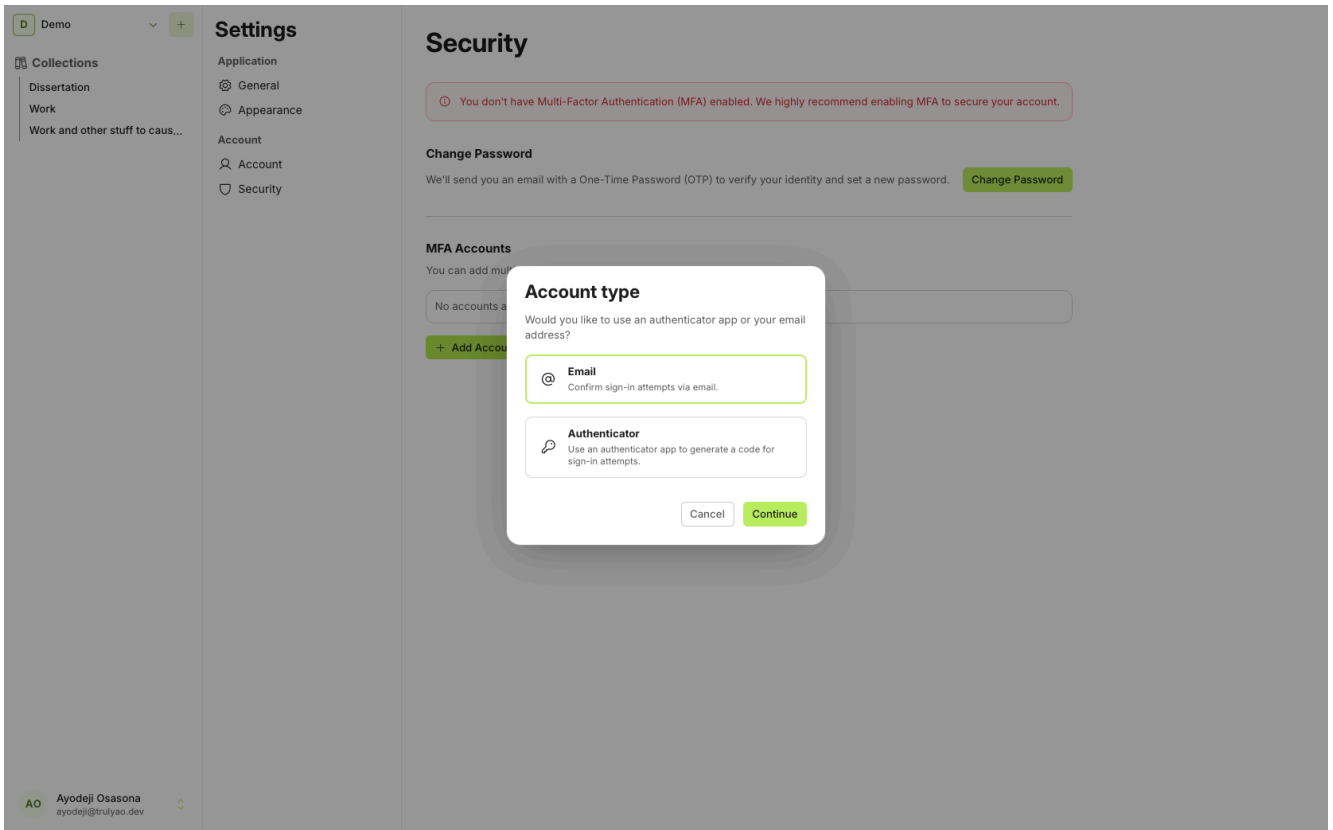 D Demo
Collections
Dissertation
Work
Work and other stuff to caus...
AO Ayodeji Osasona
ayodeji@trulyao.dev
Settings
Application
General
Appearance
Account
Account
Security
Security
You don't have Multi-Factor Authentication (MFA) enabled. We highly recommend enabling MFA to secure your account.
Change Password
We'll send you an email with a One-Time Password (OTP) to verify your identity and set a new password.
Change Password
MFA Accounts
You can add
No accounts
+ Add
Account type
Would you like to use an authenticator app or your email
address?
Email
Confirm sign-in attempts via email.
Authenticator
Use an authenticator app to generate a code for
sign-in attempts.
Cancel
Continue